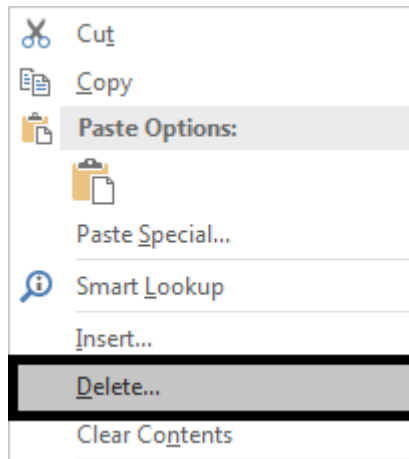 Cut
Copy
Paste Options:
Paste Special...
Smart Lookup
Insert...
Delete...
Clear Contents